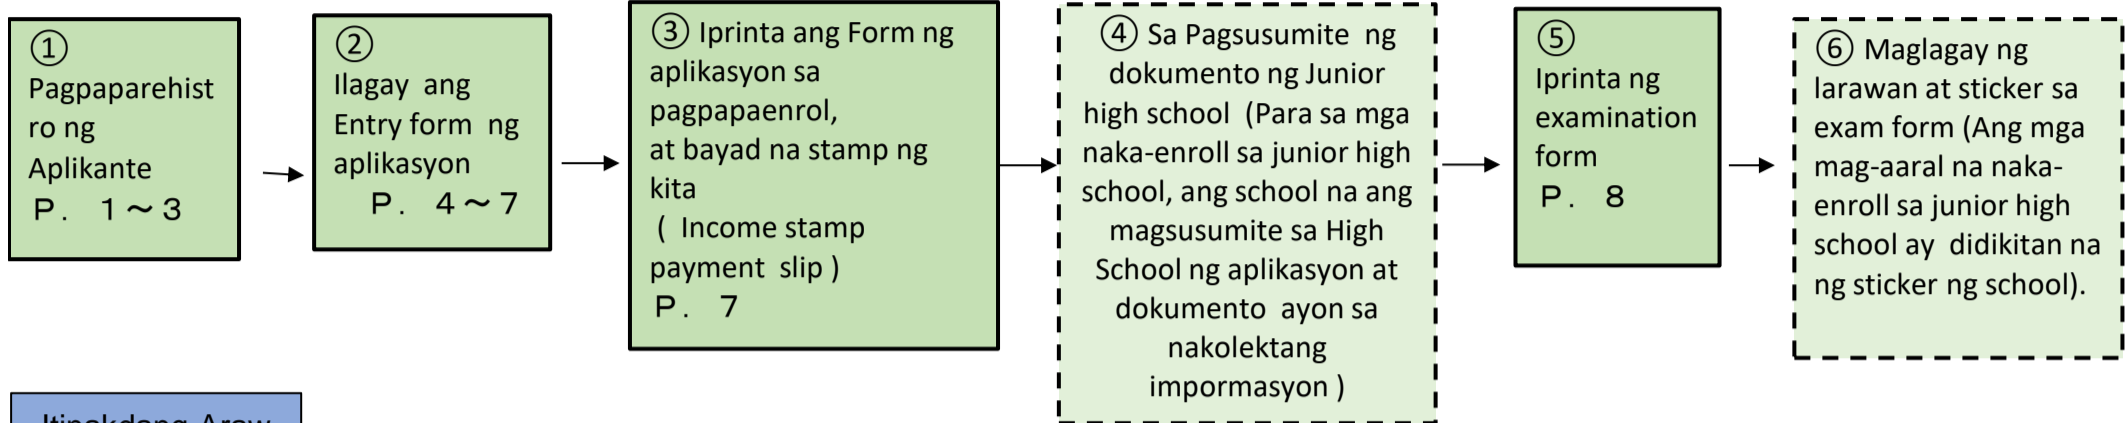 ①
Pagpaparehist
ro ng
Aplikante
Ｐ． １～３
②
Ilagay ang
Entry form ng
aplikasyon
Ｐ． ４～７
③ Iprinta ang Form ng
aplikasyon sa
pagpapaenrol,
at bayad na stamp ng
kita
( Income stamp
payment slip )
Ｐ． ７
④ Sa Pagsusumite ng
dokumento ng Junior
high school (Para sa mga
naka-enroll sa junior high
school, ang school na ang
magsusumite sa High
School ng aplikasyon at
dokumento ayon sa
nakolektang
impormasyon )
⑤
Iprinta ng
examination
form
Ｐ． ８
⑥ Maglagay ng
larawan at sticker sa
exam form (Ang mga
mag-aaral na naka-
enroll sa junior high
school ay didikitan na
ng sticker ng school).
Itinakdang Araw